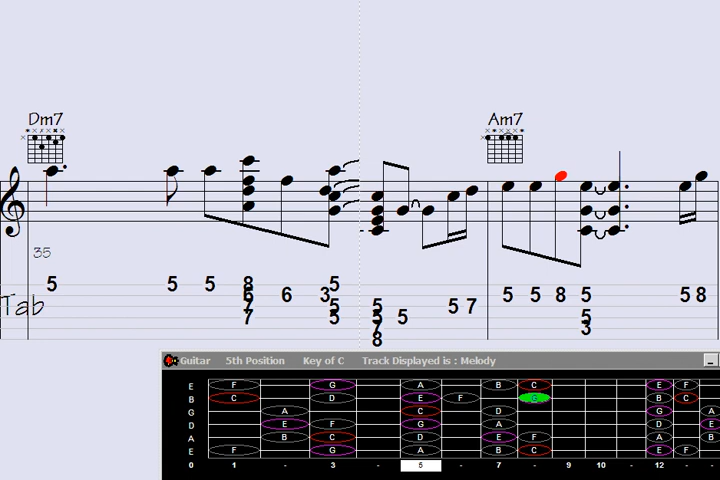 Dm7 Am7
35
5 5 5 8 5 5 5 8 5 5 8
6 6 3
7 5 5 5 7 5
7 5 5 5 3
7
8
Tab
Guitar 5th Position Key of C Track Displayed is : Melody
E F G A B C E F
B C D E F G B C
G A C D G A
D E F G A D E
A B C D E F A B
E F G A B C E F
0 1 - 3 - 5 - 7 - 9 10 - 12 -